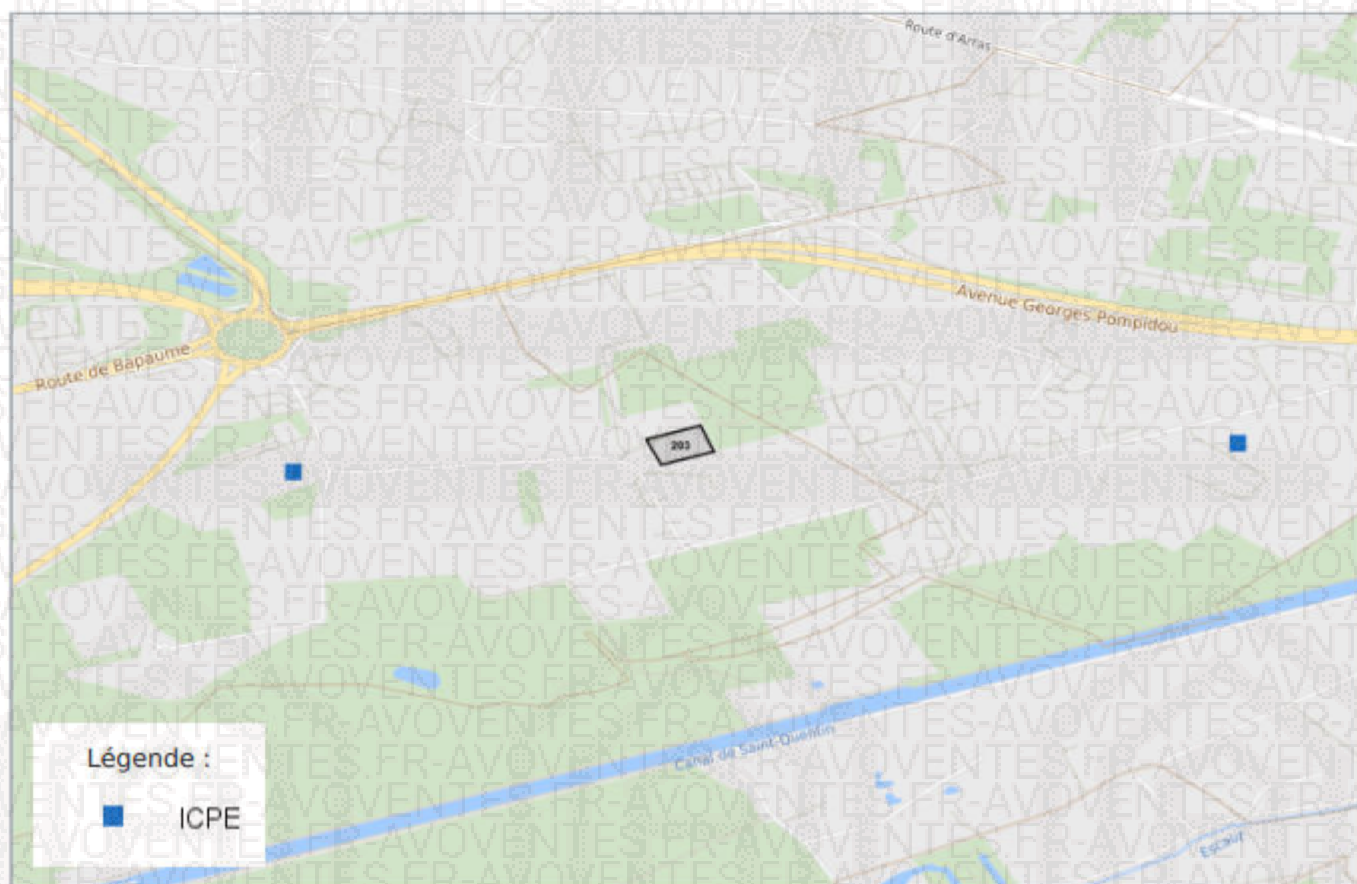 Route d'Arras
Avenue Georges Pompidou
Route de Bapaume
203
Canal de Saint-Quentin
Légende :
ICPE
Escaut
AVOVENTES.FR-AVOVENTES.FR-AVOVENTES.FR-AVOVENTES.FR